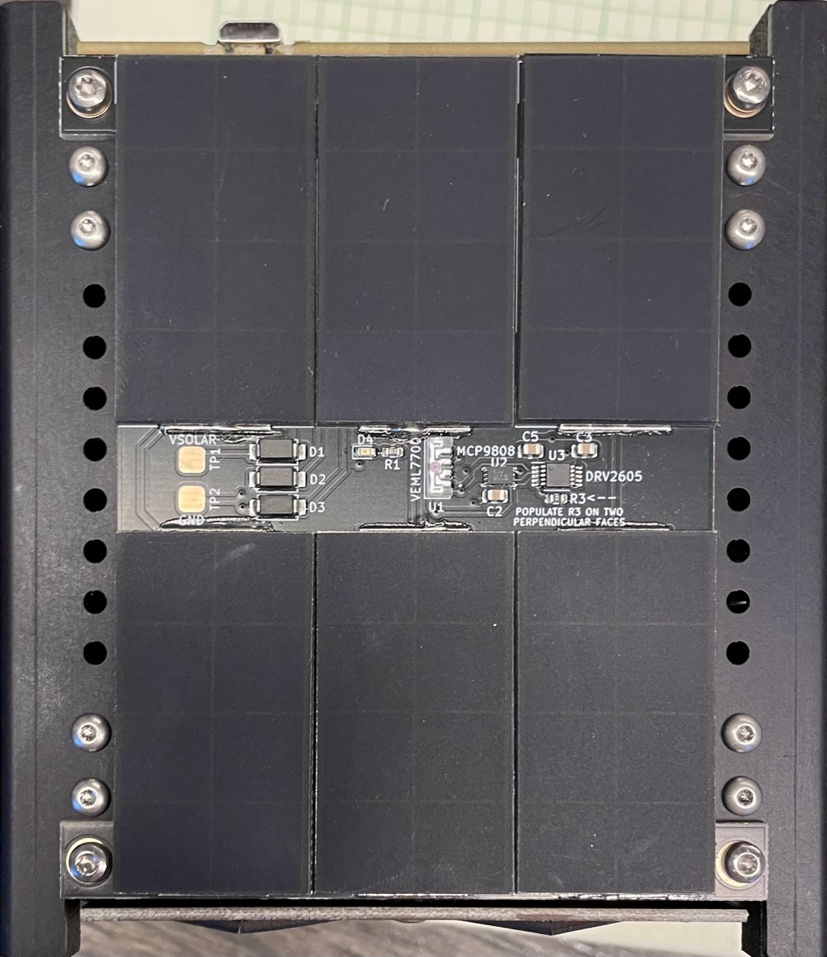 VSOLAR
TP1
TP2
GND
D1
D2
D3
D4
R1
VEML7700
U1
MCP9808
U2
C2
C5
C3
U3
DRV2605
R3<--
POPULATE R3 ON TWO
PERPENDICULAR FACES